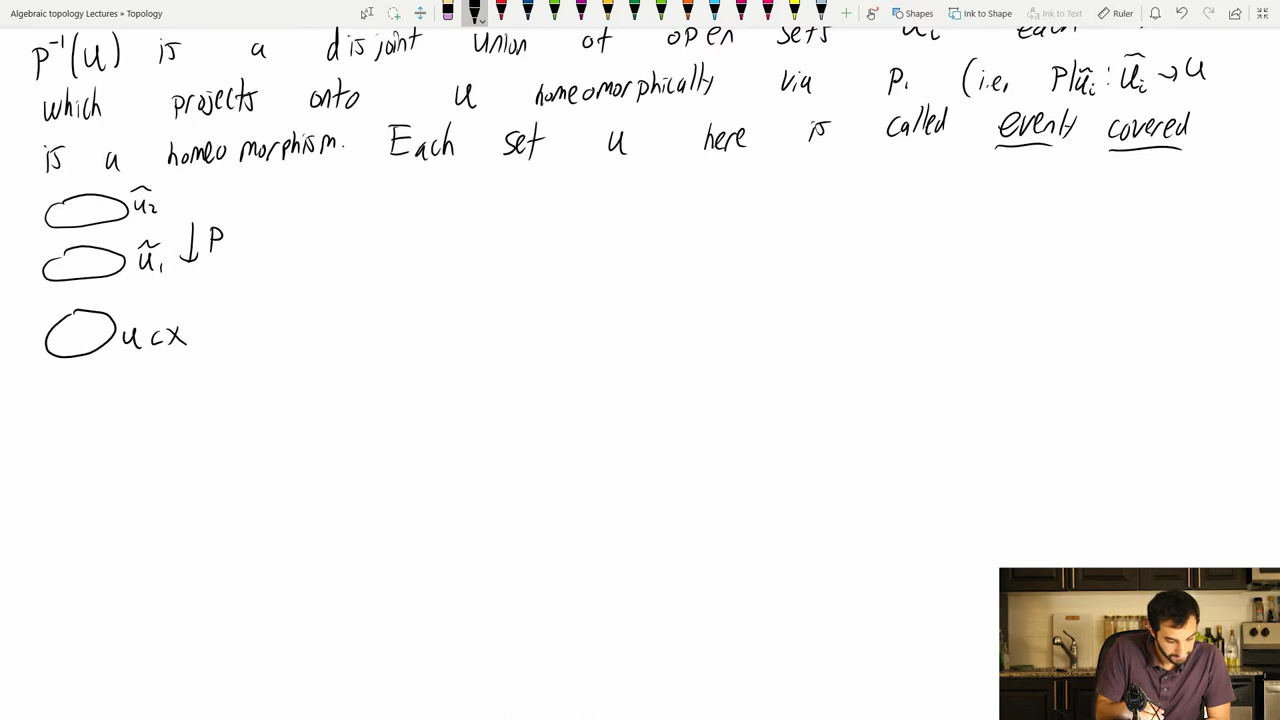 Algebraic topology Lectures – Topology
Shapes Ink to Shape Ink to Text Ruler
p⁻¹(U) is a disjoint union of open sets
which projects onto U homeomorphically via p. (i.e, p|ũᵢ : ũᵢ → U
is a homeomorphism. Each set U here is called evenly covered
ũ₂
ũ₁ ↓ p
U ⊂ X